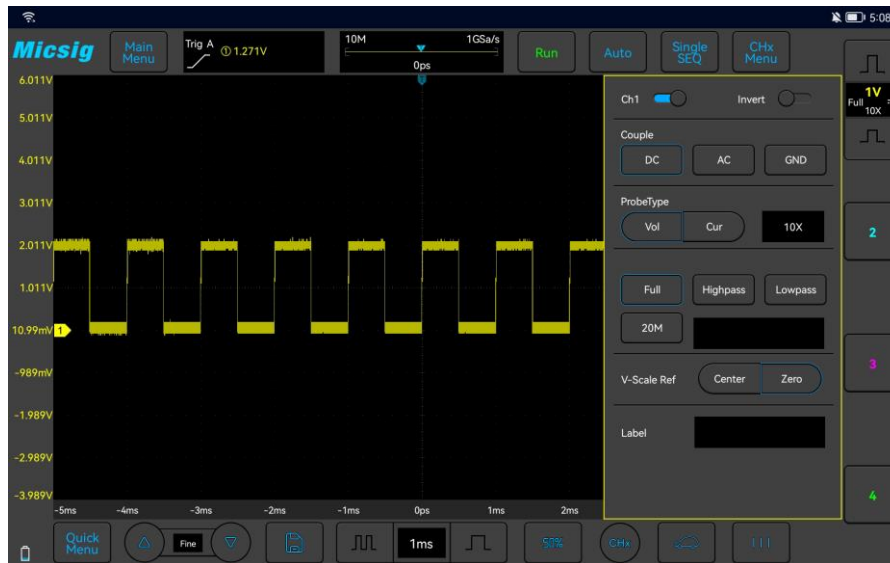 5:08
Micsig
Main
Menu
Trig A
① 1.271V
10M
1GSa/s
0ps
Run
Auto
Single
SEQ
CHx
Menu
6.011V
5.011V
4.011V
3.011V
2.011V
1.011V
10.99mV
1
-989mV
-1.989V
-2.989V
-3.989V
-5ms
-4ms
-3ms
-2ms
-1ms
0ps
1ms
2ms
Ch1
Invert
Couple
DC
AC
GND
ProbeType
Vol
Cur
10X
Full
Highpass
Lowpass
20M
V-Scale Ref
Center
Zero
Label
1V
Full
10X
2
3
4
Quick
Menu
Fine
1ms
50%
CHx